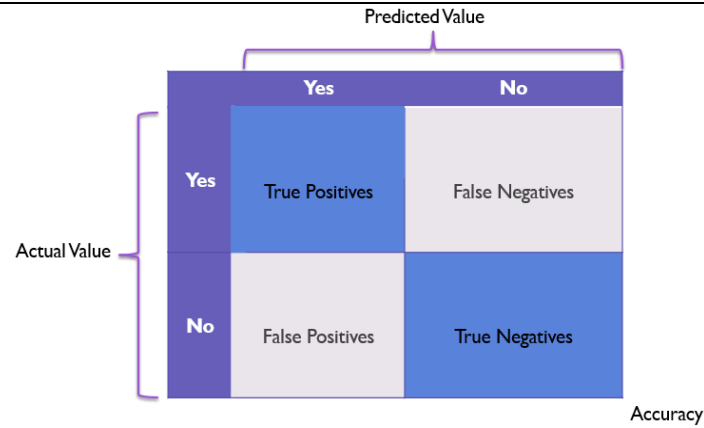 Predicted Value
Yes No
Yes True Positives False Negatives
Actual Value
No False Positives True Negatives
Accuracy